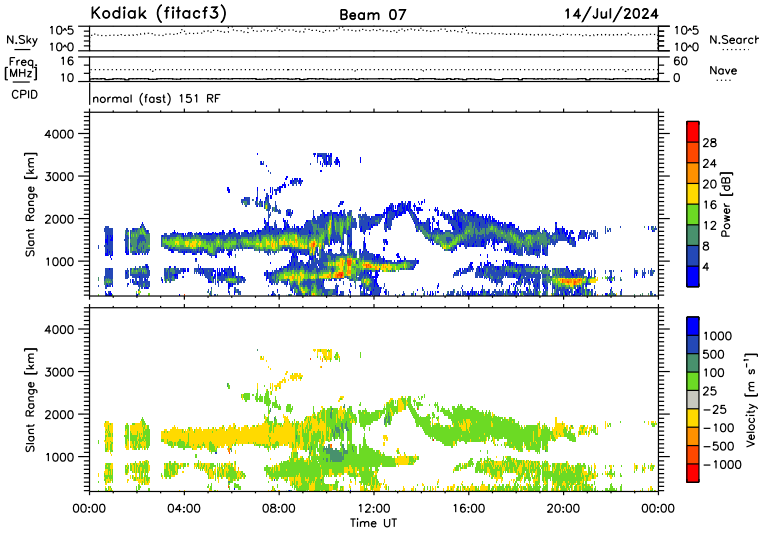 Kodiak (fitacf3) Beam 07 14/Jul/2024
N.Sky 10^5 10^0 10^5 10^0 N.Search
Freq. [MHz] 16 10 60 0 Nave
CPID normal (fast) 151 RF
Slant Range [km] 4000 3000 2000 1000
28 24 20 16 12 8 4 Power [dB]
Slant Range [km] 4000 3000 2000 1000
1000 500 100 25 −25 −100 −500 −1000 Velocity [m s⁻¹]
00:00 04:00 08:00 12:00 16:00 20:00 00:00
Time UT